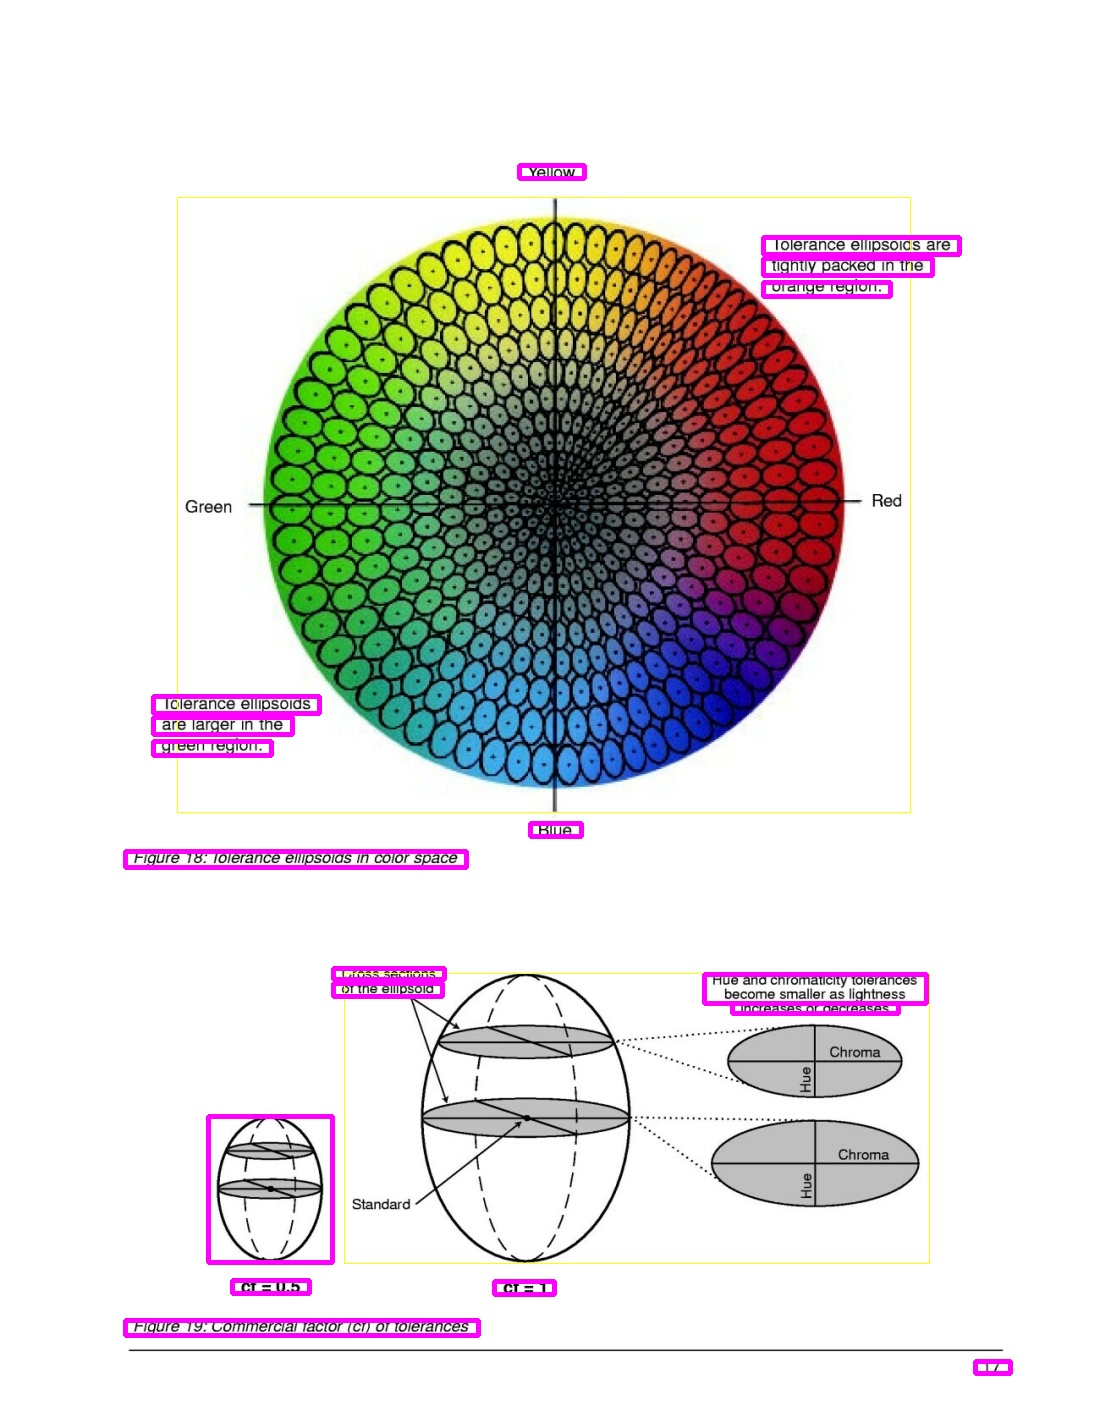 Yellow
Tolerance ellipsoids are
tightly packed in the
orange region.
Green
Red
Tolerance ellipsoids
are larger in the
green region.
Blue
Figure 18: Tolerance ellipsoids in color space
Cross sections
of the ellipsoid
Hue and chromaticity tolerances
become smaller as lightness
increases or decreases
Chroma
Hue
Chroma
Hue
Standard
cf = 0.5
cf = 1
Figure 19: Commercial factor (cf) of tolerances
17